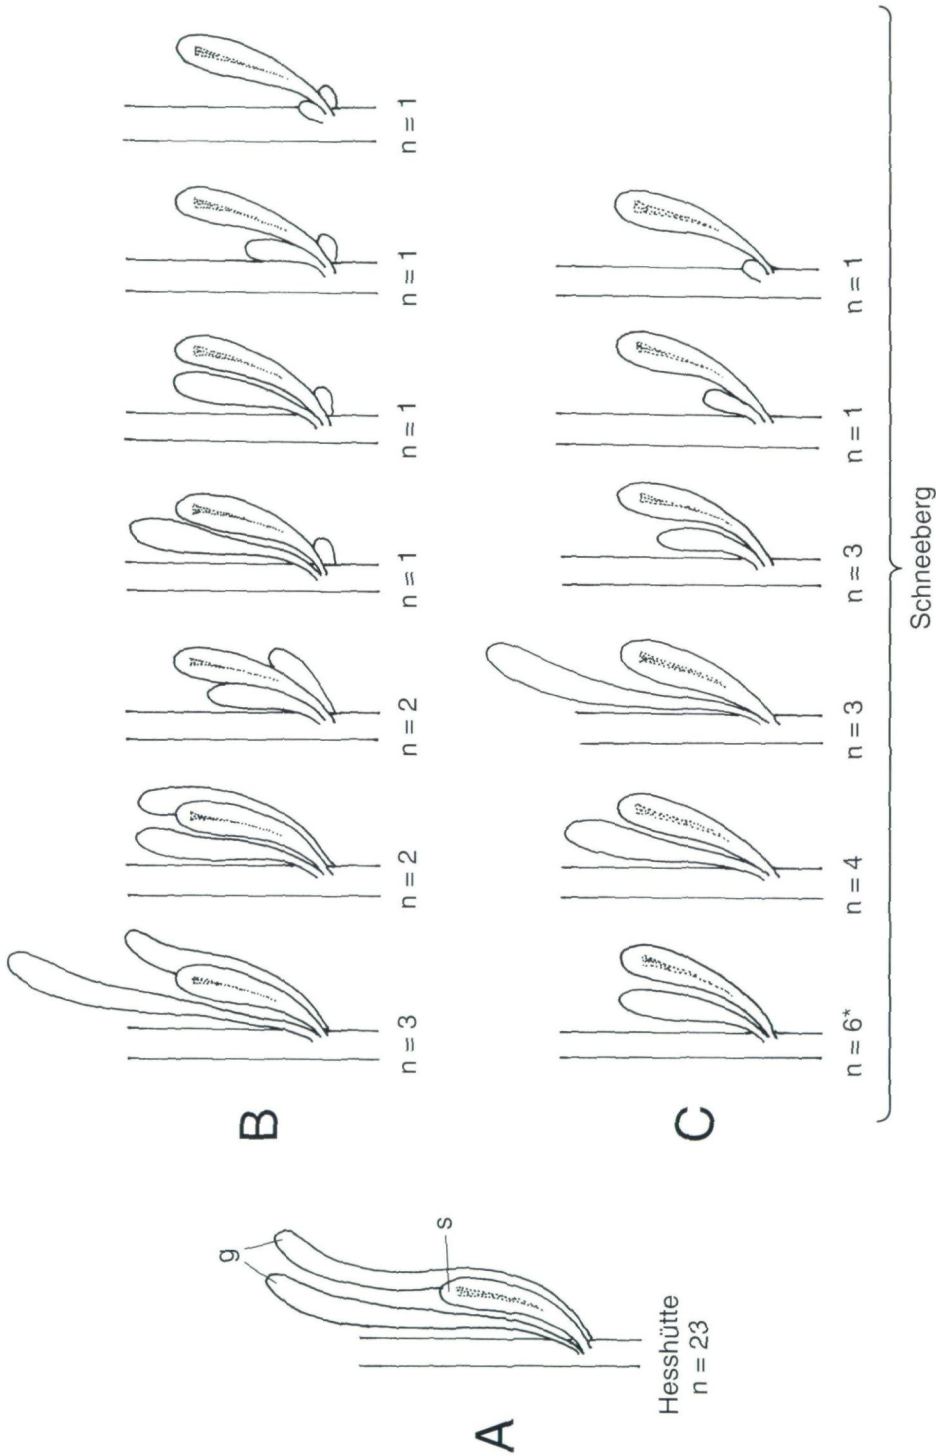 B
n = 3
n = 2
n = 2
n = 1
n = 1
n = 1
n = 1
g
s
A
Hesshütte
n = 23
C
n = 6*
n = 4
n = 3
n = 3
n = 1
n = 1
Schneeberg